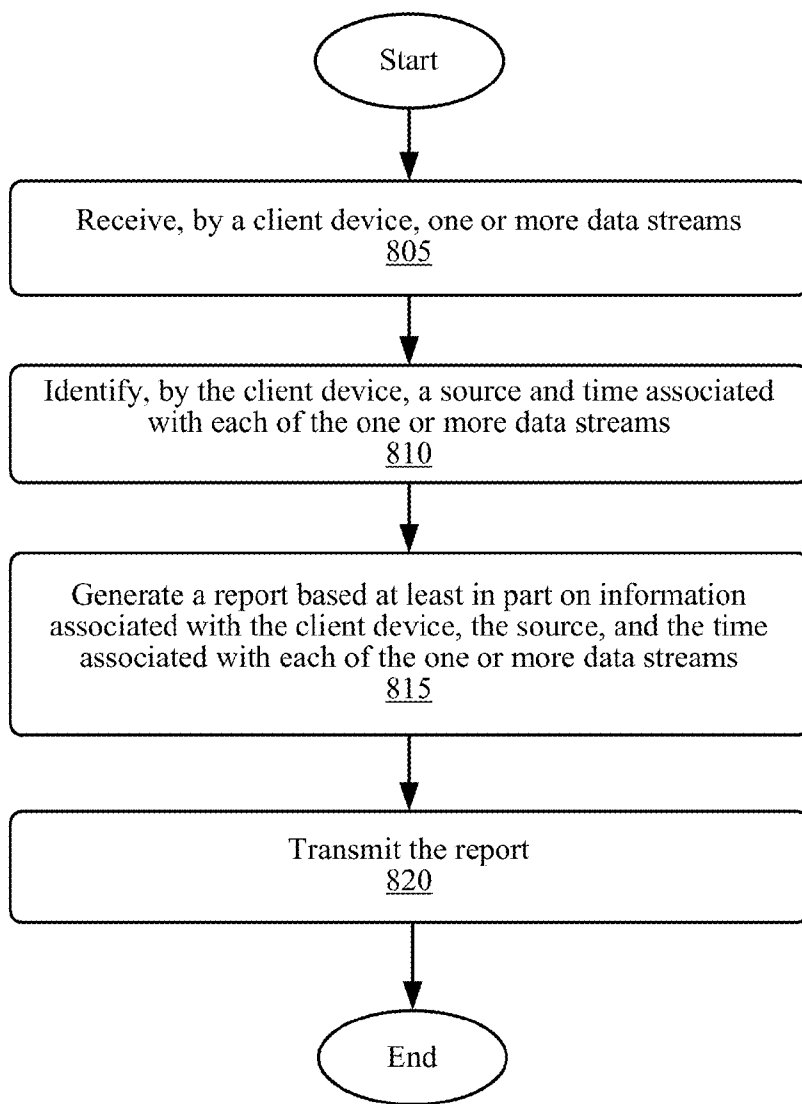 Start
Receive, by a client device, one or more data streams
805
Identify, by the client device, a source and time associated
with each of the one or more data streams
810
Generate a report based at least in part on information
associated with the client device, the source, and the time
associated with each of the one or more data streams
815
Transmit the report
820
End